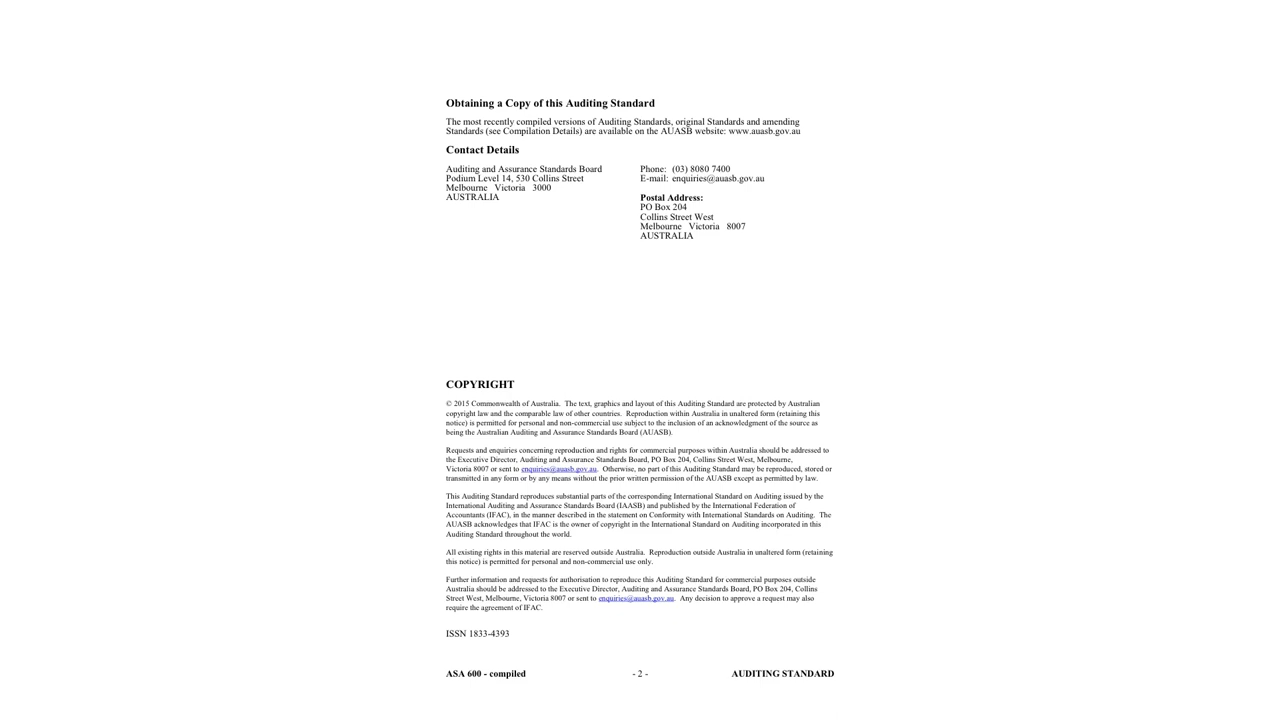 Obtaining a Copy of this Auditing Standard
The most recently compiled versions of Auditing Standards, original Standards and amending
Standards (see Compilation Details) are available on the AUASB website: www.auasb.gov.au
Contact Details
Auditing and Assurance Standards Board
Podium Level 14, 530 Collins Street
Melbourne Victoria 3000
AUSTRALIA
Phone: (03) 8080 7400
E-mail: enquiries@auasb.gov.au
Postal Address:
PO Box 204
Collins Street West
Melbourne Victoria 8007
AUSTRALIA
COPYRIGHT
© 2015 Commonwealth of Australia. The text, graphics and layout of this Auditing Standard are protected by Australian
copyright law and the comparable law of other countries. Reproduction within Australia in unaltered form (retaining this
notice) is permitted for personal and non-commercial use subject to the inclusion of an acknowledgment of the source as
being the Australian Auditing and Assurance Standards Board (AUASB).
Requests and enquiries concerning reproduction and rights for commercial purposes within Australia should be addressed to
the Executive Director, Auditing and Assurance Standards Board, PO Box 204, Collins Street West, Melbourne,
Victoria 8007 or sent to enquiries@auasb.gov.au. Otherwise, no part of this Auditing Standard may be reproduced, stored or
transmitted in any form or by any means without the prior written permission of the AUASB except as permitted by law.
This Auditing Standard reproduces substantial parts of the corresponding International Standard on Auditing issued by the
International Auditing and Assurance Standards Board (IAASB) and published by the International Federation of
Accountants (IFAC), in the manner described in the statement on Conformity with International Standards on Auditing. The
AUASB acknowledges that IFAC is the owner of copyright in the International Standard on Auditing incorporated in this
Auditing Standard throughout the world.
All existing rights in this material are reserved outside Australia. Reproduction outside Australia in unaltered form (retaining
this notice) is permitted for personal and non-commercial use only.
Further information and requests for authorisation to reproduce this Auditing Standard for commercial purposes outside
Australia should be addressed to the Executive Director, Auditing and Assurance Standards Board, PO Box 204, Collins
Street West, Melbourne, Victoria 8007 or sent to enquiries@auasb.gov.au. Any decision to approve a request may also
require the agreement of IFAC.
ISSN 1833-4393
ASA 600 - compiled - 2 - AUDITING STANDARD